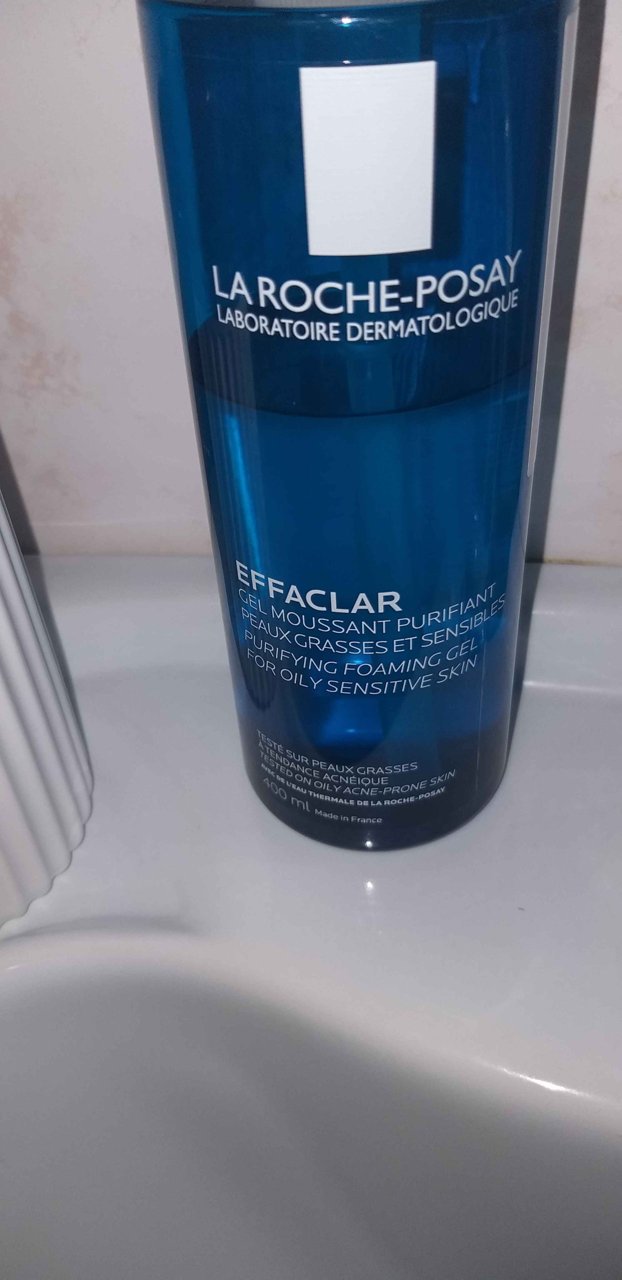 LA ROCHE-POSAY
LABORATOIRE DERMATOLOGIQUE
EFFACLAR
GEL MOUSSANT PURIFIANT
PEAUX GRASSES ET SENSIBLES
PURIFYING FOAMING GEL
FOR OILY SENSITIVE SKIN
TESTÉ SUR PEAUX GRASSES
À TENDANCE ACNÉIQUE
TESTED ON OILY ACNE-PRONE SKIN
AVEC DE L'EAU THERMALE DE LA ROCHE-POSAY
400 ml Made in France